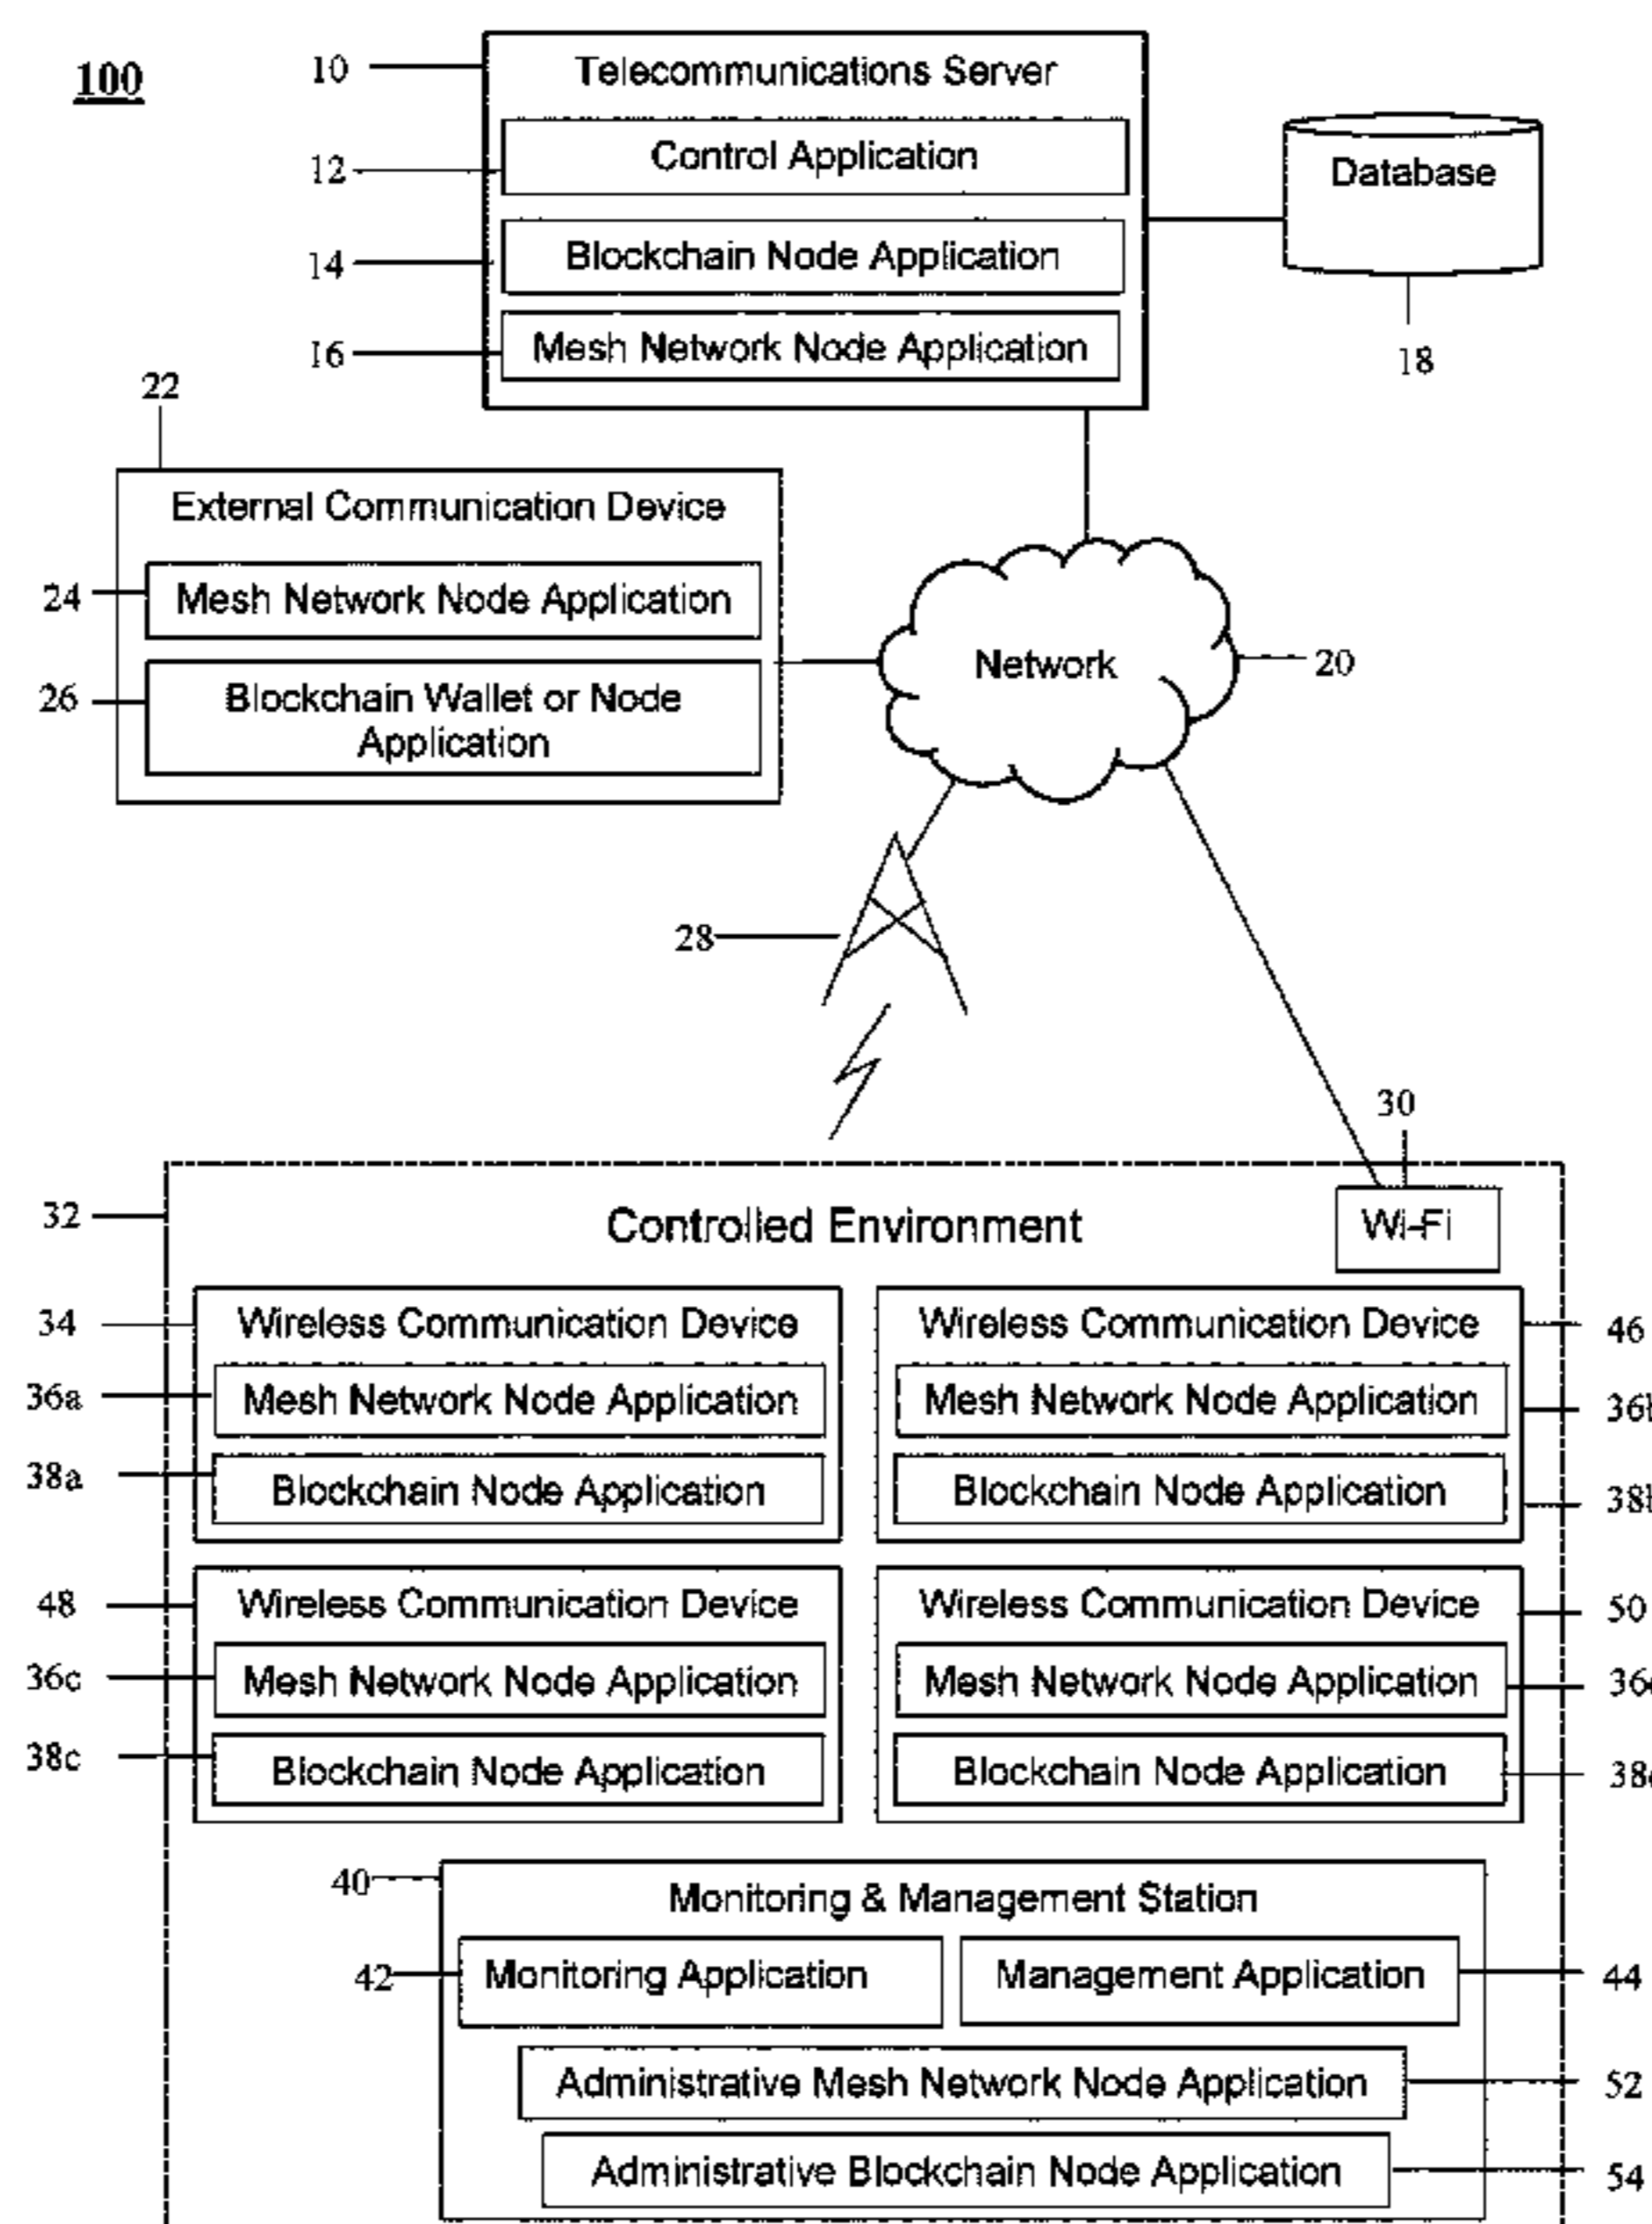 100
10
Telecommunications Server
12
Control Application
Database
14
Blockchain Node Application
16
Mesh Network Node Application
18
22
External Communication Device
24
Mesh Network Node Application
26
Blockchain Wallet or Node
Application
Network
20
28
30
32
Controlled Environment
Wi-Fi
34
Wireless Communication Device
Wireless Communication Device
46
36a
Mesh Network Node Application
Mesh Network Node Application
38a
Blockchain Node Application
Blockchain Node Application
48
Wireless Communication Device
Wireless Communication Device
50
36c
Mesh Network Node Application
Mesh Network Node Application
38c
Blockchain Node Application
Blockchain Node Application
40
Monitoring & Management Station
42
Monitoring Application
Management Application
44
Administrative Mesh Network Node Application
52
Administrative Blockchain Node Application
54